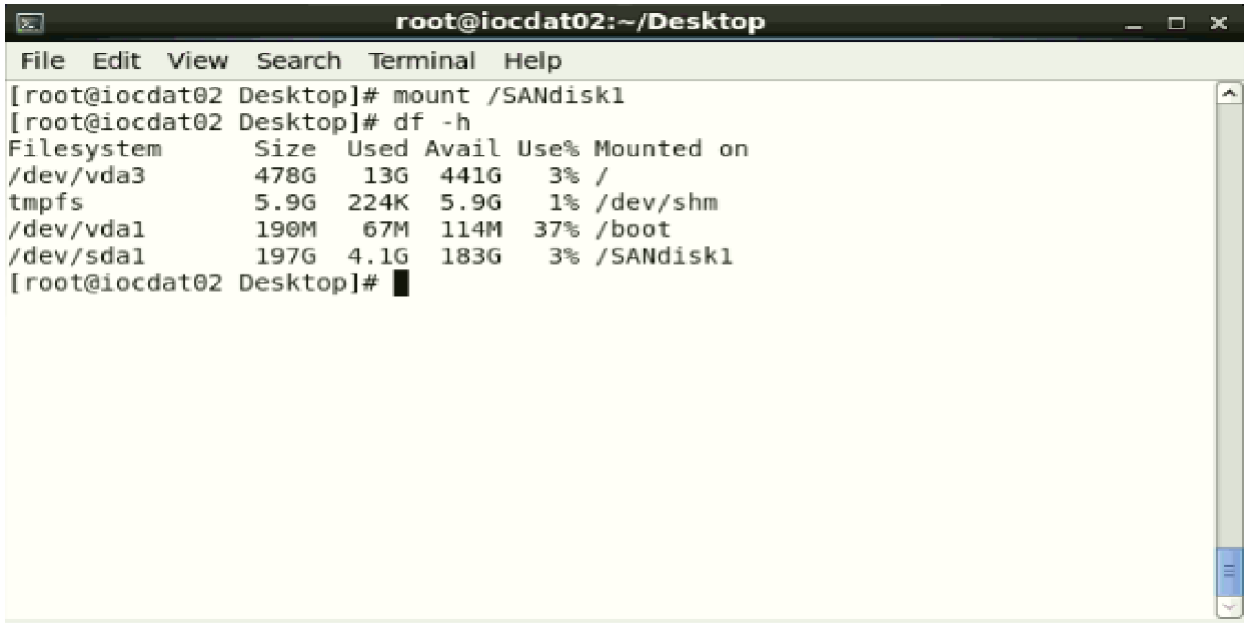 root@iocdat02:~/Desktop
File Edit View Search Terminal Help
[root@iocdat02 Desktop]# mount /SANdisk1
[root@iocdat02 Desktop]# df -h
Filesystem      Size  Used Avail Use% Mounted on
/dev/vda3       478G   13G  441G   3% /
tmpfs           5.9G  224K  5.9G   1% /dev/shm
/dev/vda1       190M   67M  114M  37% /boot
/dev/sda1       197G  4.1G  183G   3% /SANdisk1
[root@iocdat02 Desktop]#